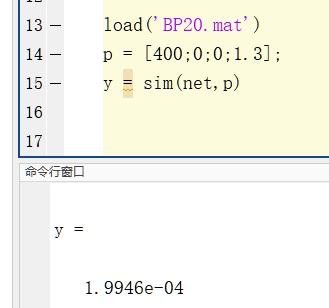 13 load('BP20.mat')
14 p = [400;0;0;1.3];
15 y = sim(net,p)
16
17
命令行窗口
y =
1.9946e-04